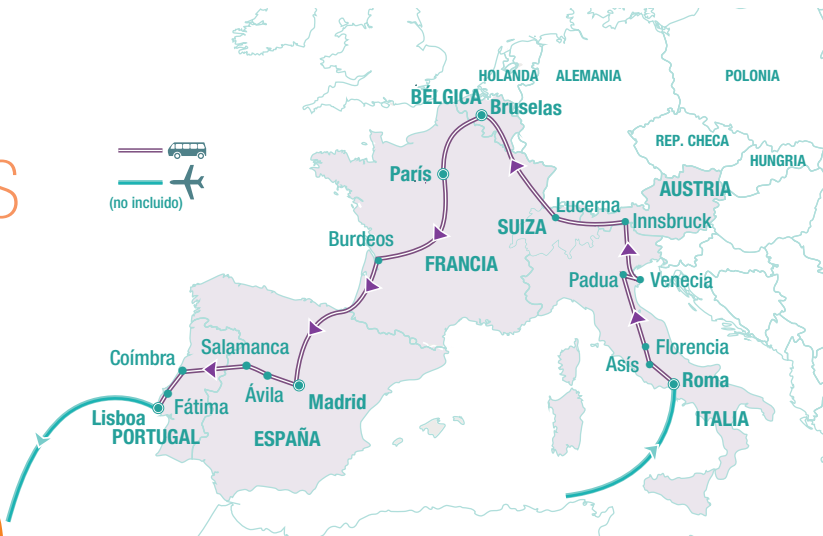 HOLANDA
ALEMANIA
POLONIA
BÉLGICA
Bruselas
REP. CHECA
HUNGRIA
(no incluido)
París
AUSTRIA
Lucerna
SUIZA
Innsbruck
Burdeos
FRANCIA
Padua
Venecia
Coímbra
Salamanca
Florencia
Asís
Roma
Ávila
Madrid
Fátima
Lisboa
PORTUGAL
ESPAÑA
ITALIA
S